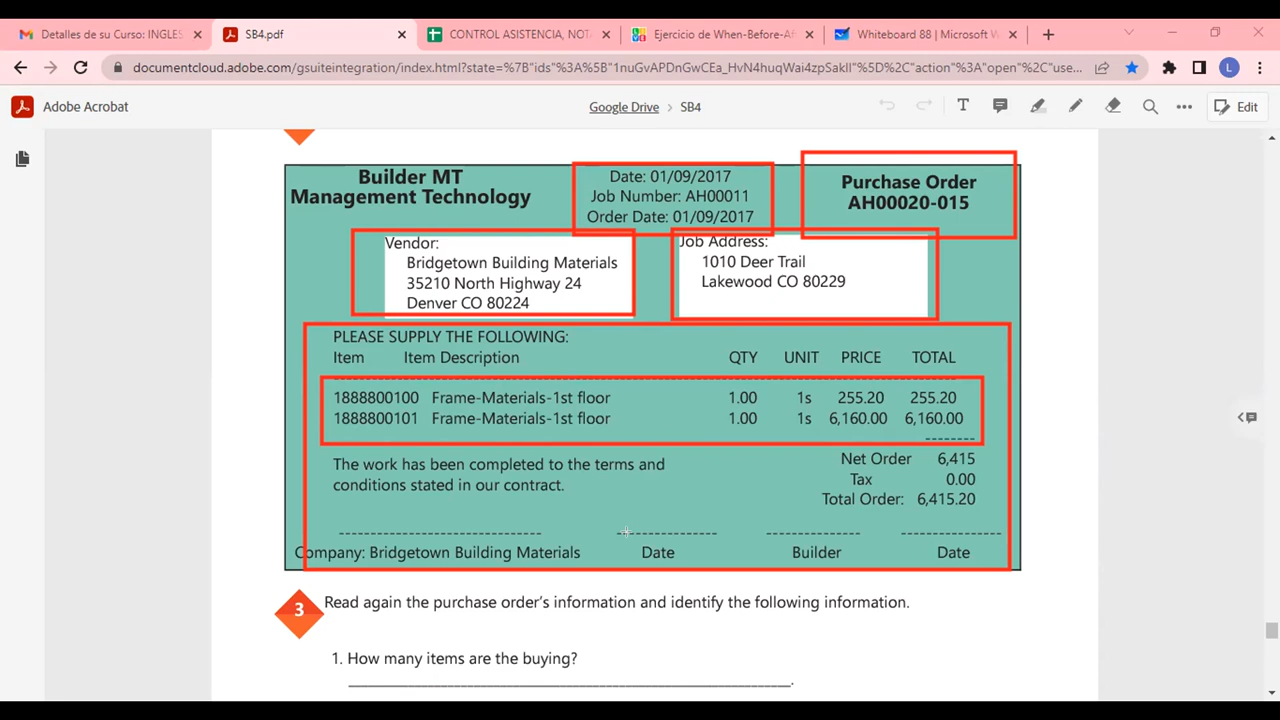 Detalles de su Curso: INGLES
SB4.pdf
CONTROL ASISTENCIA, NOT
Ejercicio de When-Before-Af
Whiteboard 88 | Microsoft W
documentcloud.adobe.com/gsuiteintegration/index.html?state=%7B"ids"%3A%5B"1nuGvAPDnGwCEa_HvN4huqWai4zpSakIl"%5D%2C"action"%3A"open"%2C"use...
L
Adobe Acrobat
Google Drive > SB4
Edit
Builder MT
Management Technology
Date: 01/09/2017
Job Number: AH00011
Order Date: 01/09/2017
Purchase Order
AH00020-015
Vendor:
Bridgetown Building Materials
35210 North Highway 24
Denver CO 80224
Job Address:
1010 Deer Trail
Lakewood CO 80229
PLEASE SUPPLY THE FOLLOWING:
Item Item Description QTY UNIT PRICE TOTAL
1888800100 Frame-Materials-1st floor 1.00 1s 255.20 255.20
1888800101 Frame-Materials-1st floor 1.00 1s 6,160.00 6,160.00
The work has been completed to the terms and
conditions stated in our contract.
Net Order 6,415
Tax 0.00
Total Order: 6,415.20
Company: Bridgetown Building Materials Date Builder Date
3 Read again the purchase order's information and identify the following information.
1. How many items are the buying?